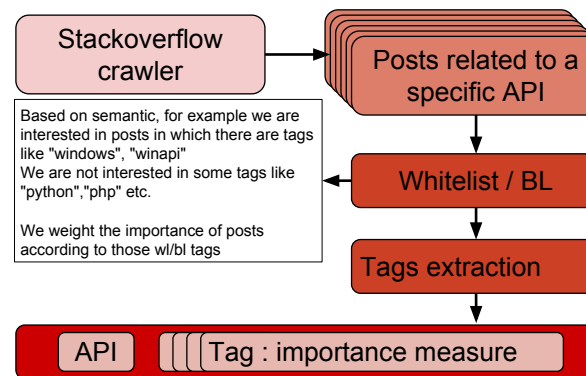 Stackoverflow
crawler
Posts related to a
specific API
Based on semantic, for example we are
interested in posts in which there are tags
like "windows", "winapi"
We are not interested in some tags like
"python","php" etc.
We weight the importance of posts
according to those wl/bl tags
Whitelist / BL
Tags extraction
API
Tag : importance measure